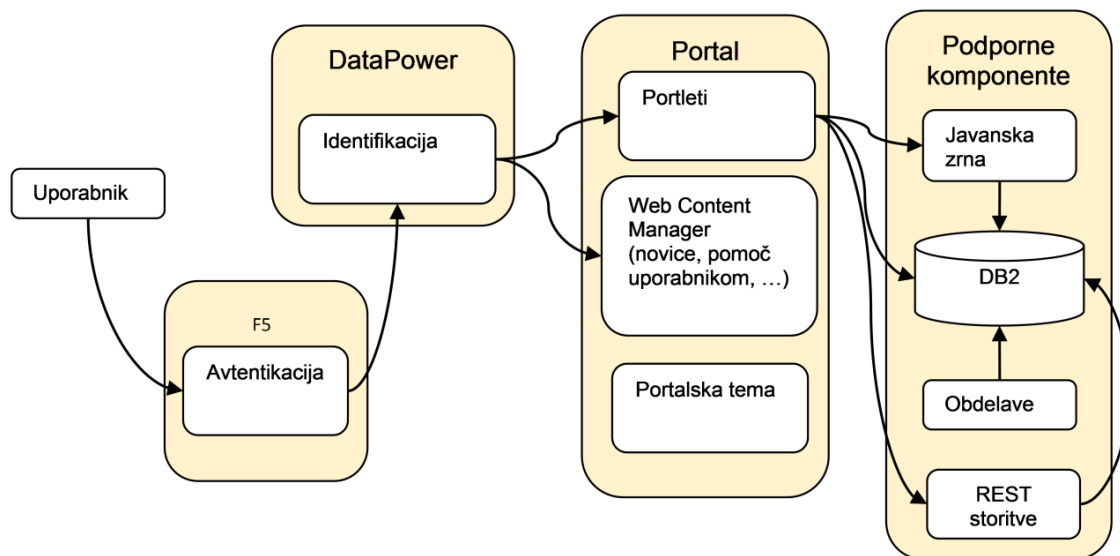 Uporabnik
F5
Avtentikacija
DataPower
Identifikacija
Portal
Portleti
Web Content
Manager
(novice, pomoč
uporabnikom, …)
Portalska tema
Podporne
komponente
Javanska
zrna
DB2
Obdelave
REST
storitve